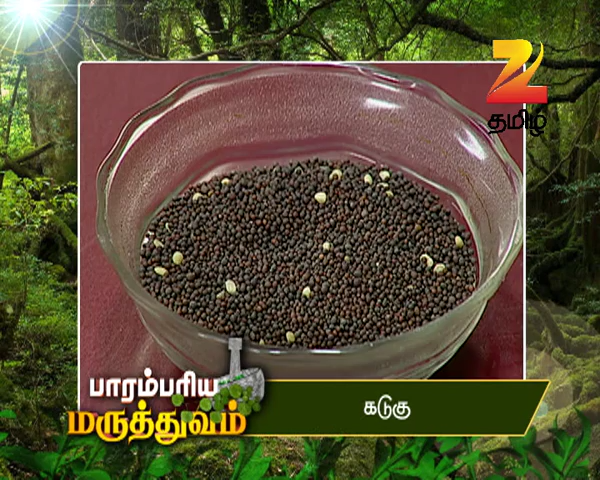 தமிழ்
பாரம்பரிய
மருத்துவம்
கடுகு